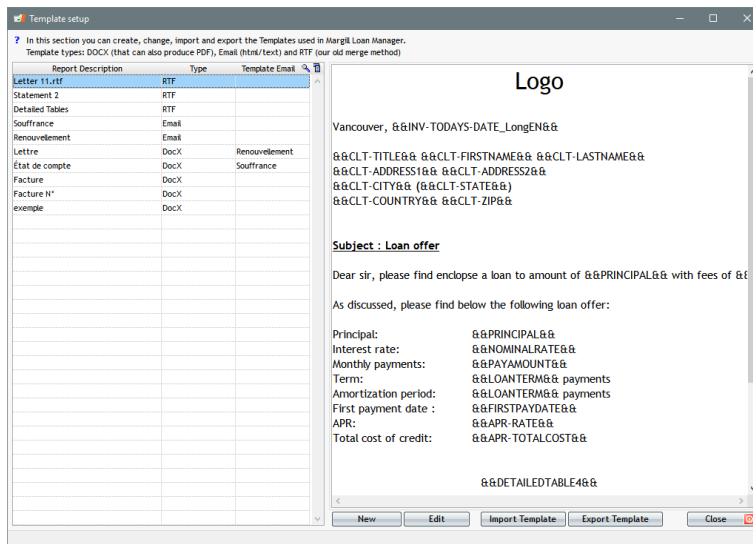 Template setup
? In this section you can create, change, import and export the Templates used in Margill Loan Manager.
Template types: DOCX (that can also produce PDF), Email (html/text) and RTF (our old merge method)
Report Description Type Template Email
Letter 11.rtf RTF
Statement 2 RTF
Detailed Tables RTF
Souffrance Email
Renouvellement Email
Lettre DocX Renouvellement
État de compte DocX Souffrance
Facture DocX
Facture N° DocX
exemple DocX
Logo
Vancouver, &&INV-TODAYS-DATE_LongEN&&
&&CLT-TITLE&& &&CLT-FIRSTNAME&& &&CLT-LASTNAME&&
&&CLT-ADDRESS1&& &&CLT-ADDRESS2&&
&&CLT-CITY&& (&&CLT-STATE&&)
&&CLT-COUNTRY&& &&CLT-ZIP&&
Subject : Loan offer
Dear sir, please find enclopse a loan to amount of &&PRINCIPAL&& with fees of &&
As discussed, please find below the following loan offer:
Principal: &&PRINCIPAL&&
Interest rate: &&NOMINALRATE&&
Monthly payments: &&PAYAMOUNT&&
Term: &&LOANTERM&& payments
Amortization period: &&LOANTERM&& payments
First payment date : &&FIRSTPAYDATE&&
APR: &&APR-RATE&&
Total cost of credit: &&APR-TOTALCOST&&
&&DETAILEDTABLE4&&
New Edit Import Template Export Template Close